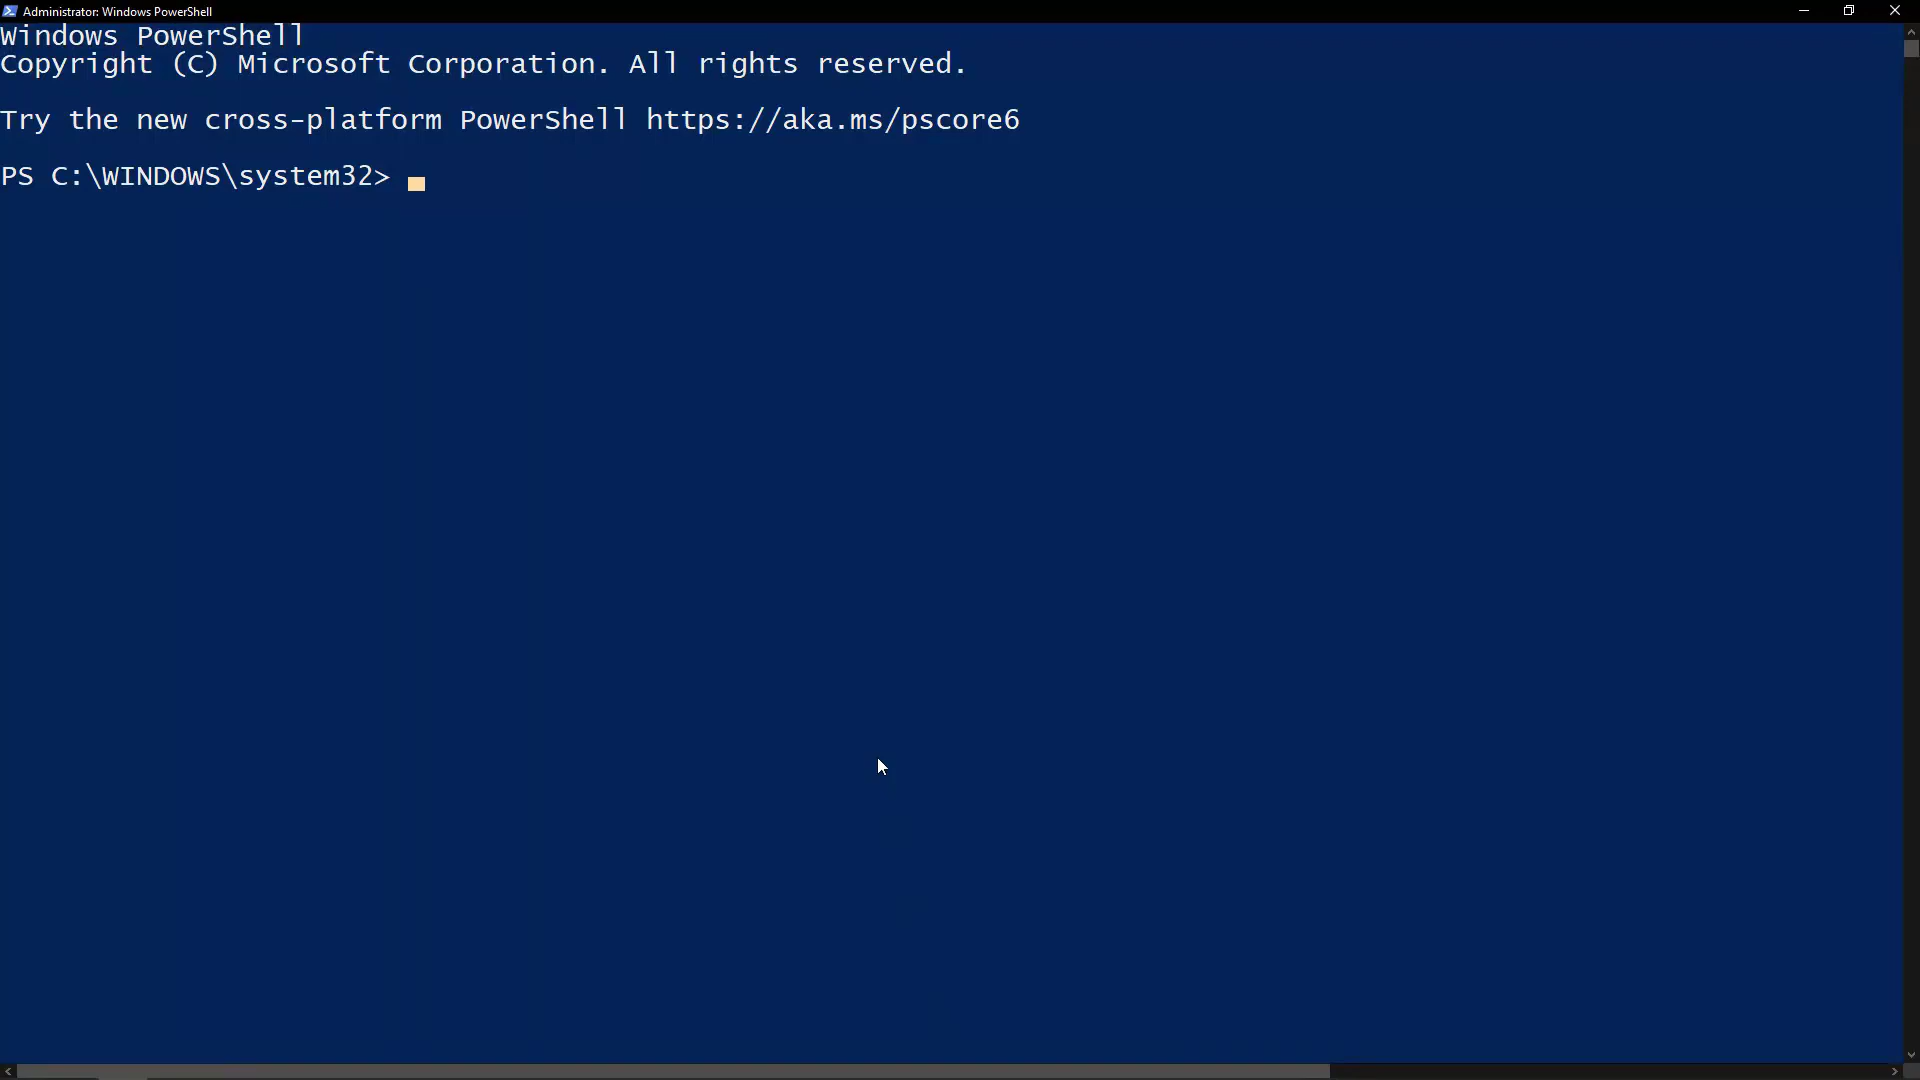 Administrator: Windows PowerShell
Windows PowerShell
Copyright (C) Microsoft Corporation. All rights reserved.
Try the new cross-platform PowerShell https://aka.ms/pscore6
PS C:\WINDOWS\system32>